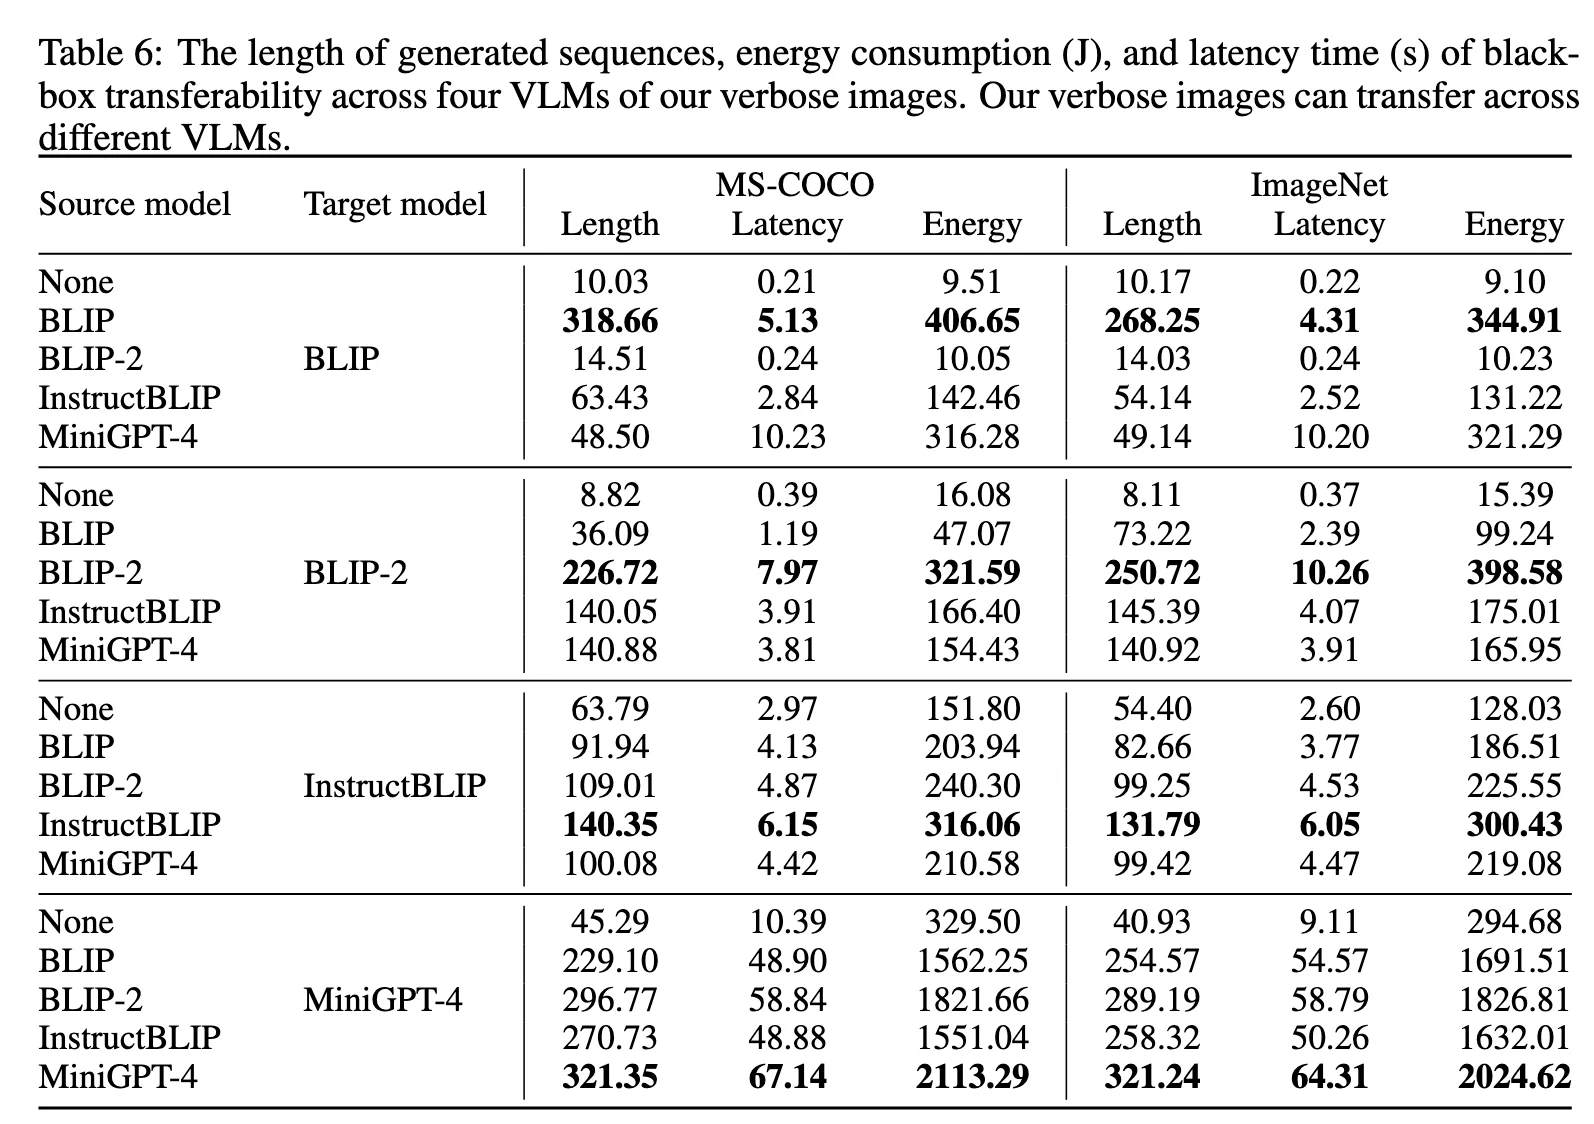 Table 6: The length of generated sequences, energy consumption (J), and latency time (s) of black-
box transferability across four VLMs of our verbose images. Our verbose images can transfer across
different VLMs.
Source model Target model MS-COCO ImageNet
Length Latency Energy Length Latency Energy
None 10.03 0.21 9.51 10.17 0.22 9.10
BLIP 318.66 5.13 406.65 268.25 4.31 344.91
BLIP-2 BLIP 14.51 0.24 10.05 14.03 0.24 10.23
InstructBLIP 63.43 2.84 142.46 54.14 2.52 131.22
MiniGPT-4 48.50 10.23 316.28 49.14 10.20 321.29
None 8.82 0.39 16.08 8.11 0.37 15.39
BLIP 36.09 1.19 47.07 73.22 2.39 99.24
BLIP-2 BLIP-2 226.72 7.97 321.59 250.72 10.26 398.58
InstructBLIP 140.05 3.91 166.40 145.39 4.07 175.01
MiniGPT-4 140.88 3.81 154.43 140.92 3.91 165.95
None 63.79 2.97 151.80 54.40 2.60 128.03
BLIP 91.94 4.13 203.94 82.66 3.77 186.51
BLIP-2 InstructBLIP 109.01 4.87 240.30 99.25 4.53 225.55
InstructBLIP 140.35 6.15 316.06 131.79 6.05 300.43
MiniGPT-4 100.08 4.42 210.58 99.42 4.47 219.08
None 45.29 10.39 329.50 40.93 9.11 294.68
BLIP 229.10 48.90 1562.25 254.57 54.57 1691.51
BLIP-2 MiniGPT-4 296.77 58.84 1821.66 289.19 58.79 1826.81
InstructBLIP 270.73 48.88 1551.04 258.32 50.26 1632.01
MiniGPT-4 321.35 67.14 2113.29 321.24 64.31 2024.62